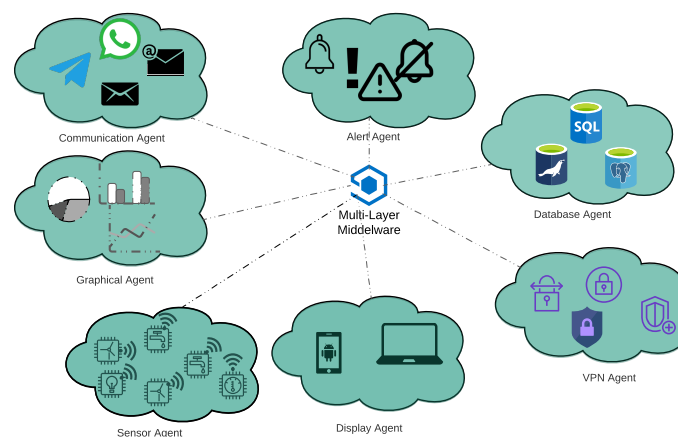 @
SQL
Communication Agent
Alert Agent
Multi-Layer
Middelware
Database Agent
Graphical Agent
VPN Agent
Display Agent
Sensor Agent